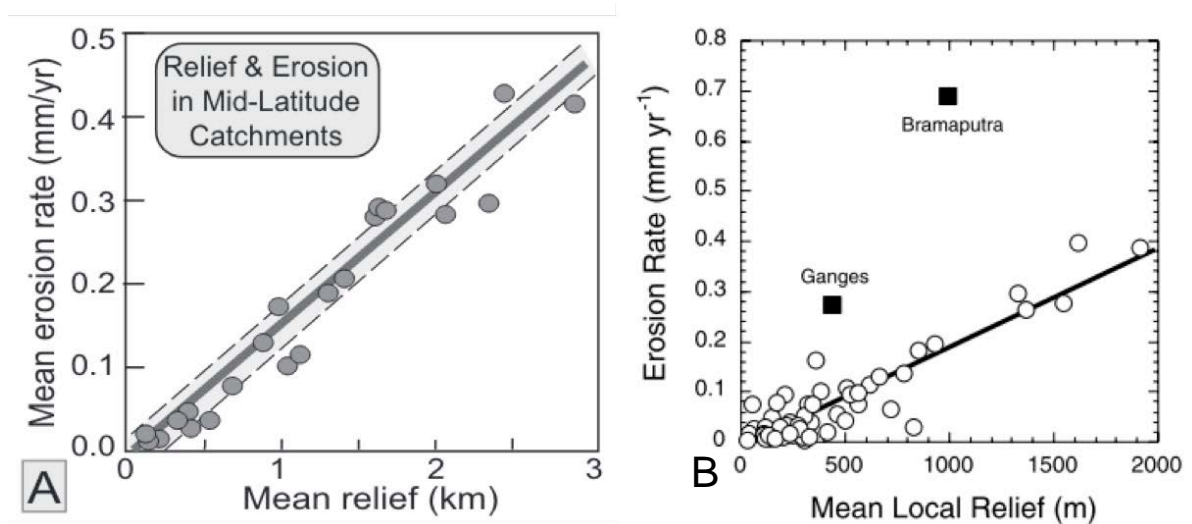 0.5
0.4
0.3
0.2
0.1
0.0
Mean erosion rate (mm/yr)
Relief & Erosion
in Mid-Latitude
Catchments
0
1
2
3
Mean relief (km)
A
0.8
0.7
0.6
0.5
0.4
0.3
0.2
0.1
0
Erosion Rate (mm yr-1)
Bramaputra
Ganges
0
500
1000
1500
2000
Mean Local Relief (m)
B